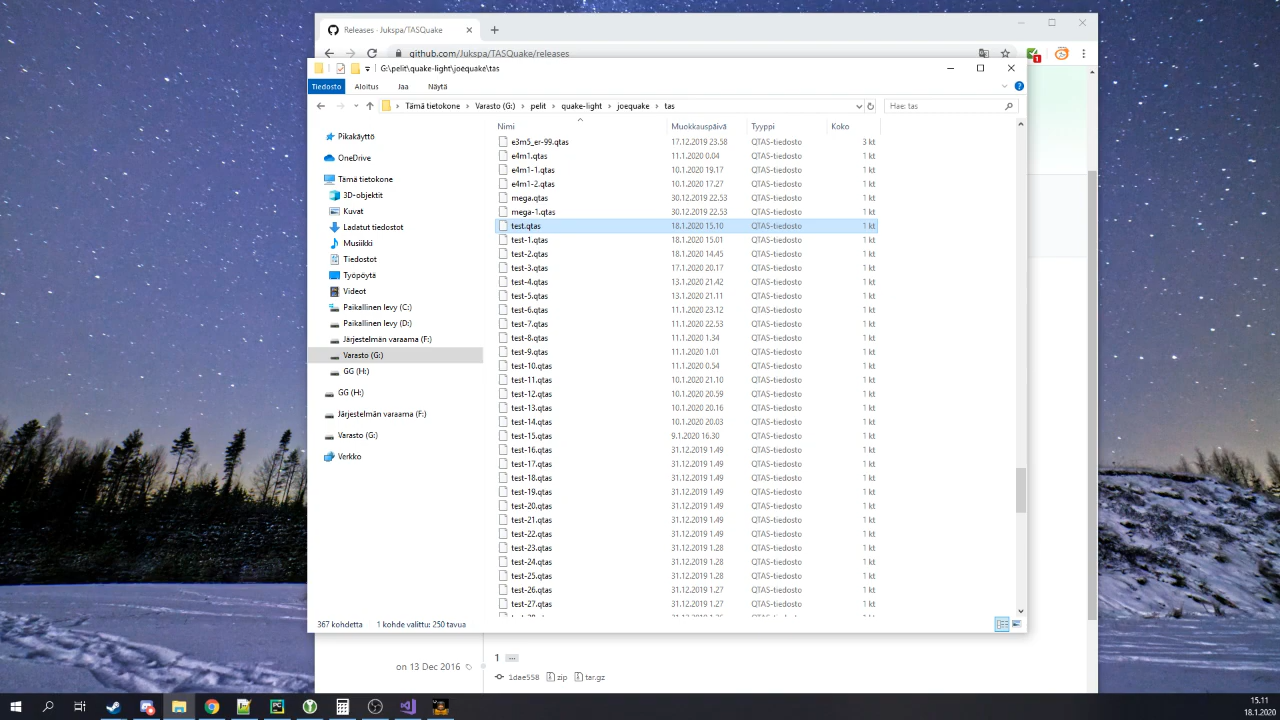 Releases · Jukspa/TASQuake
github.com/Jukspa/TASQuake/releases
1
G:\pelit\quake-light\joequake\tas
Tiedosto Aloitus Jaa Näytä
Tämä tietokone > Varasto (G:) > pelit > quake-light > joequake > tas
Hae: tas
Pikakäyttö
OneDrive
Tämä tietokone
3D-objektit
Kuvat
Ladatut tiedostot
Musiikki
Tiedostot
Työpöytä
Videot
Paikallinen levy (C:)
Paikallinen levy (D:)
Järjestelmän varaama (F:)
Varasto (G:)
GG (H:)
GG (H:)
Järjestelmän varaama (F:)
Varasto (G:)
Verkko
Nimi Muokkauspäivä Tyyppi Koko
e3m5_er-99.qtas 17.12.2019 23.58 QTAS-tiedosto 3 kt
e4m1.qtas 11.1.2020 0.04 QTAS-tiedosto 1 kt
e4m1-1.qtas 10.1.2020 19.17 QTAS-tiedosto 1 kt
e4m1-2.qtas 10.1.2020 17.27 QTAS-tiedosto 1 kt
mega.qtas 30.12.2019 22.53 QTAS-tiedosto 1 kt
mega-1.qtas 30.12.2019 22.53 QTAS-tiedosto 1 kt
test.qtas 18.1.2020 15.10 QTAS-tiedosto 1 kt
test-1.qtas 18.1.2020 15.01 QTAS-tiedosto 1 kt
test-2.qtas 18.1.2020 14.45 QTAS-tiedosto 1 kt
test-3.qtas 17.1.2020 20.17 QTAS-tiedosto 1 kt
test-4.qtas 13.1.2020 21.42 QTAS-tiedosto 1 kt
test-5.qtas 13.1.2020 21.11 QTAS-tiedosto 1 kt
test-6.qtas 11.1.2020 23.12 QTAS-tiedosto 1 kt
test-7.qtas 11.1.2020 22.53 QTAS-tiedosto 1 kt
test-8.qtas 11.1.2020 1.34 QTAS-tiedosto 1 kt
test-9.qtas 11.1.2020 1.01 QTAS-tiedosto 1 kt
test-10.qtas 11.1.2020 0.54 QTAS-tiedosto 1 kt
test-11.qtas 10.1.2020 21.10 QTAS-tiedosto 1 kt
test-12.qtas 10.1.2020 20.59 QTAS-tiedosto 1 kt
test-13.qtas 10.1.2020 20.16 QTAS-tiedosto 1 kt
test-14.qtas 10.1.2020 20.03 QTAS-tiedosto 1 kt
test-15.qtas 9.1.2020 16.30 QTAS-tiedosto 1 kt
test-16.qtas 31.12.2019 1.49 QTAS-tiedosto 1 kt
test-17.qtas 31.12.2019 1.49 QTAS-tiedosto 1 kt
test-18.qtas 31.12.2019 1.49 QTAS-tiedosto 1 kt
test-19.qtas 31.12.2019 1.49 QTAS-tiedosto 1 kt
test-20.qtas 31.12.2019 1.49 QTAS-tiedosto 1 kt
test-21.qtas 31.12.2019 1.49 QTAS-tiedosto 1 kt
test-22.qtas 31.12.2019 1.49 QTAS-tiedosto 1 kt
test-23.qtas 31.12.2019 1.28 QTAS-tiedosto 1 kt
test-24.qtas 31.12.2019 1.28 QTAS-tiedosto 1 kt
test-25.qtas 31.12.2019 1.28 QTAS-tiedosto 1 kt
test-26.qtas 31.12.2019 1.27 QTAS-tiedosto 1 kt
test-27.qtas 31.12.2019 1.27 QTAS-tiedosto 1 kt
367 kohdetta 1 kohde valittu: 250 tavua
1 ...
on 13 Dec 2016
1dae558 zip tar.gz
15.11
18.1.2020